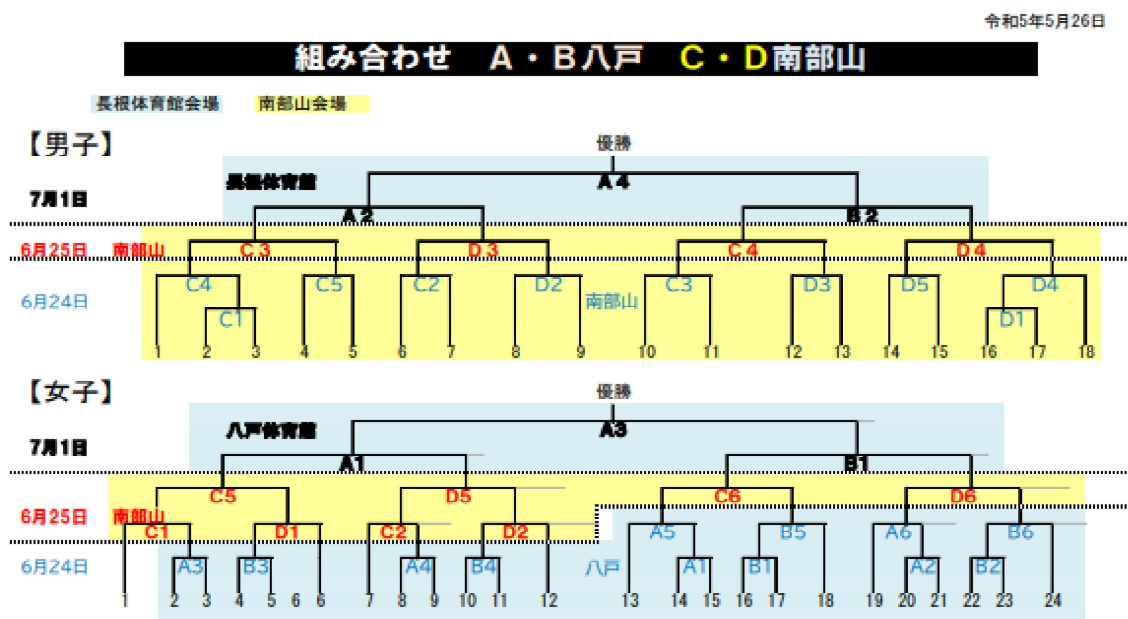 令和5年5月26日
組み合わせ　A・B八戸　C・D南部山
長根体育館会場　南部山会場
【男子】
優勝
7月1日　長根体育館　A4
A2　B2
6月25日　南部山　C3　D3　C4　D4
C4　C5　C2　D2　C3　D3　D5　D4
6月24日　南部山
C1　D1
1　2　3　4　5　6　7　8　9　10　11　12　13　14　15　16　17　18
【女子】
優勝
八戸体育館　A3
7月1日
A1　B1
C5　D5　C6　D6
6月25日　南部山
C1　D1　C2　D2　A5　B5　A6　B6
6月24日　A3　B3　A4　B4　八戸　A1　B1　A2　B2
1　2　3　4　5　6　6　7　8　9　10　11　12　13　14　15　16　17　18　19　20　21　22　23　24